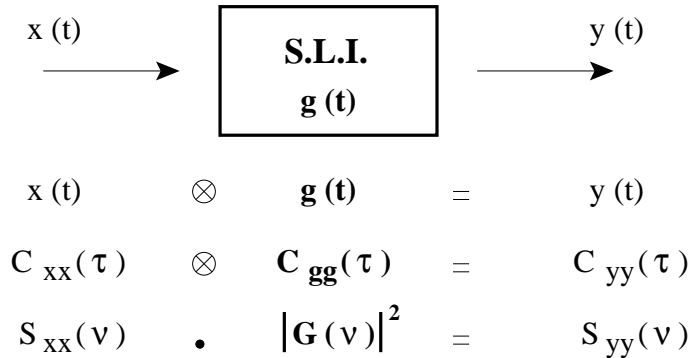 x (t) S.L.I. y (t)
g (t)
x (t) ⊗ g (t) = y (t)
C xx(τ) ⊗ C gg(τ) = C yy(τ)
S xx(ν) • |G(ν)|² = S yy(ν)